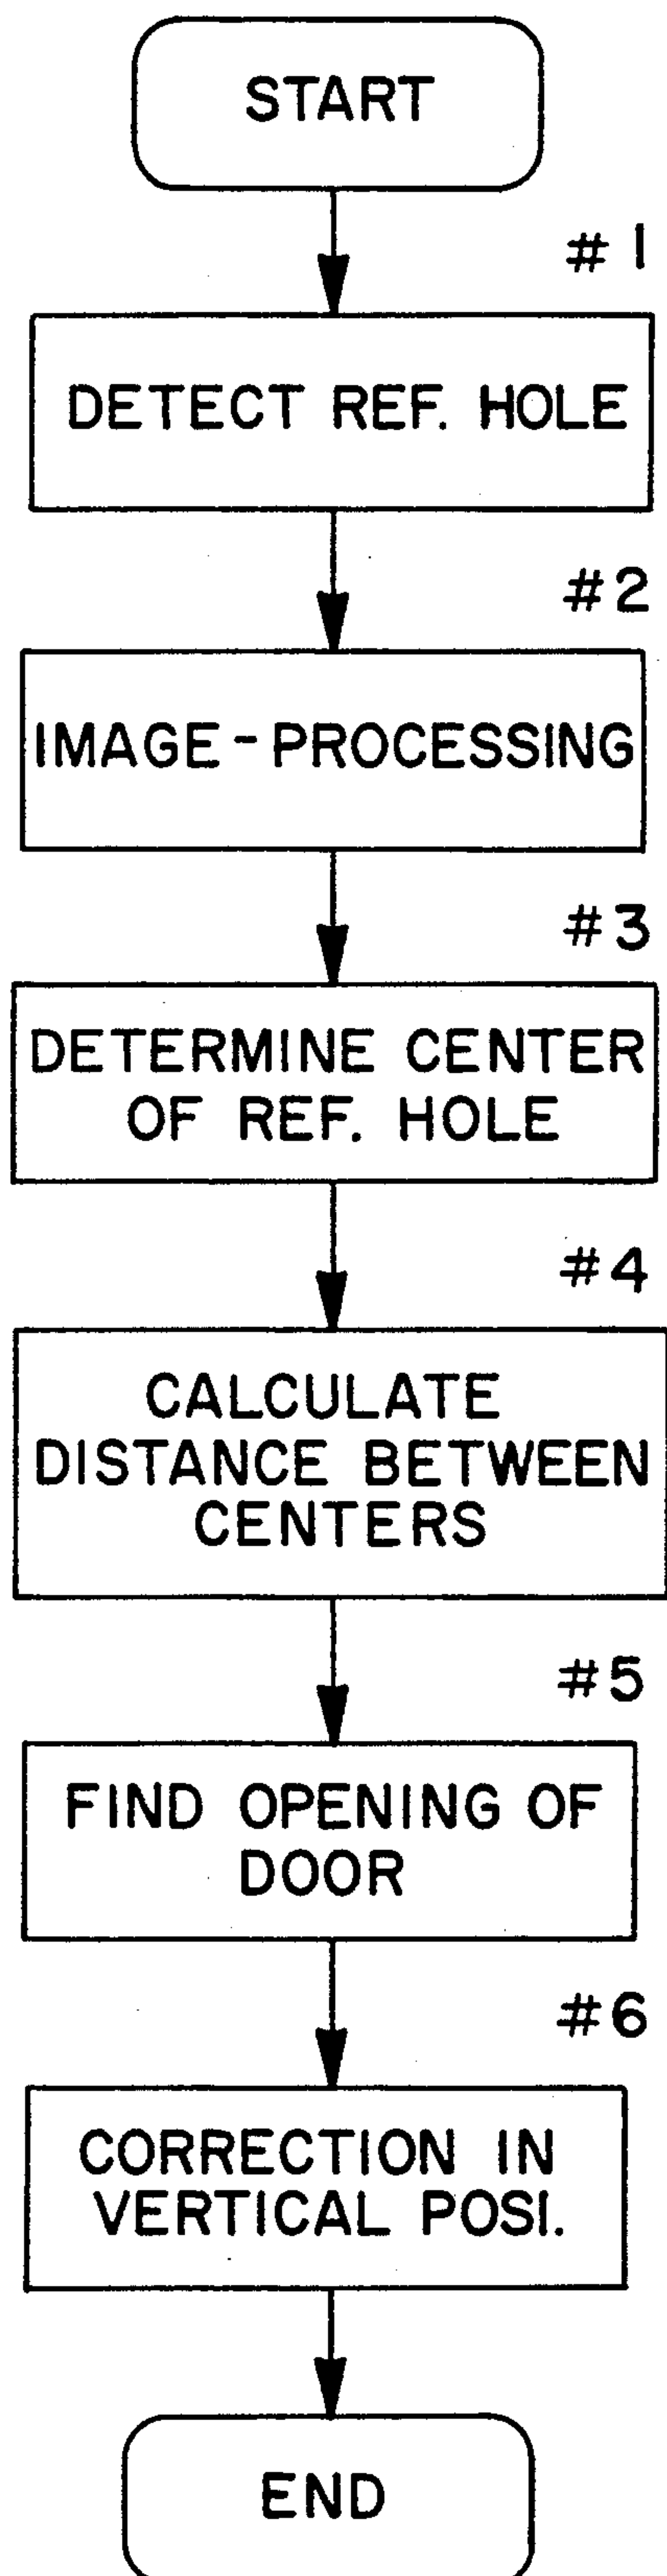 START
#1
DETECT REF. HOLE
#2
IMAGE-PROCESSING
#3
DETERMINE CENTER
OF REF. HOLE
#4
CALCULATE
DISTANCE BETWEEN
CENTERS
#5
FIND OPENING OF
DOOR
#6
CORRECTION IN
VERTICAL POSI.
END